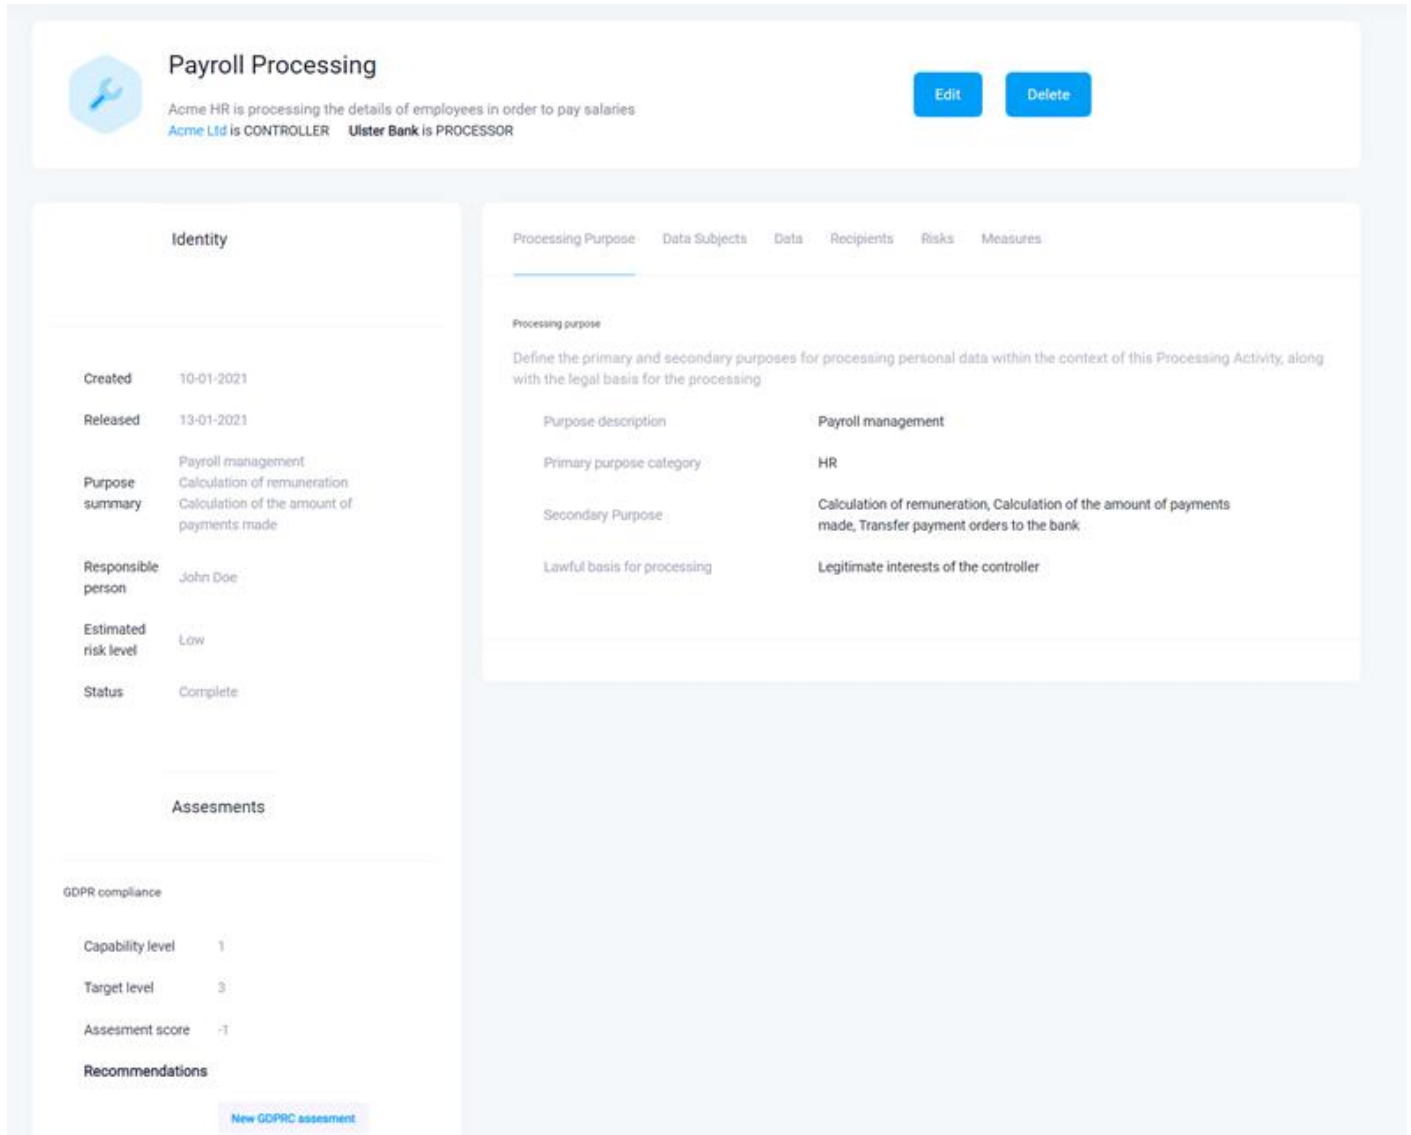 Payroll Processing
Acme HR is processing the details of employees in order to pay salaries
Acme Ltd is CONTROLLER Ulster Bank is PROCESSOR
Edit
Delete
Identity
Created 10-01-2021
Released 13-01-2021
Purpose
summary
Payroll management
Calculation of remuneration
Calculation of the amount of
payments made
Responsible
person
John Doe
Estimated
risk level
Low
Status Complete
Assesments
GDPR compliance
Capability level 1
Target level 3
Assesment score -1
Recommendations
New GDPRC assesment
Processing Purpose Data Subjects Data Recipients Risks Measures
Processing purpose
Define the primary and secondary purposes for processing personal data within the context of this Processing Activity, along
with the legal basis for the processing
Purpose description Payroll management
Primary purpose category HR
Secondary Purpose
Calculation of remuneration, Calculation of the amount of payments
made, Transfer payment orders to the bank
Lawful basis for processing Legitimate interests of the controller